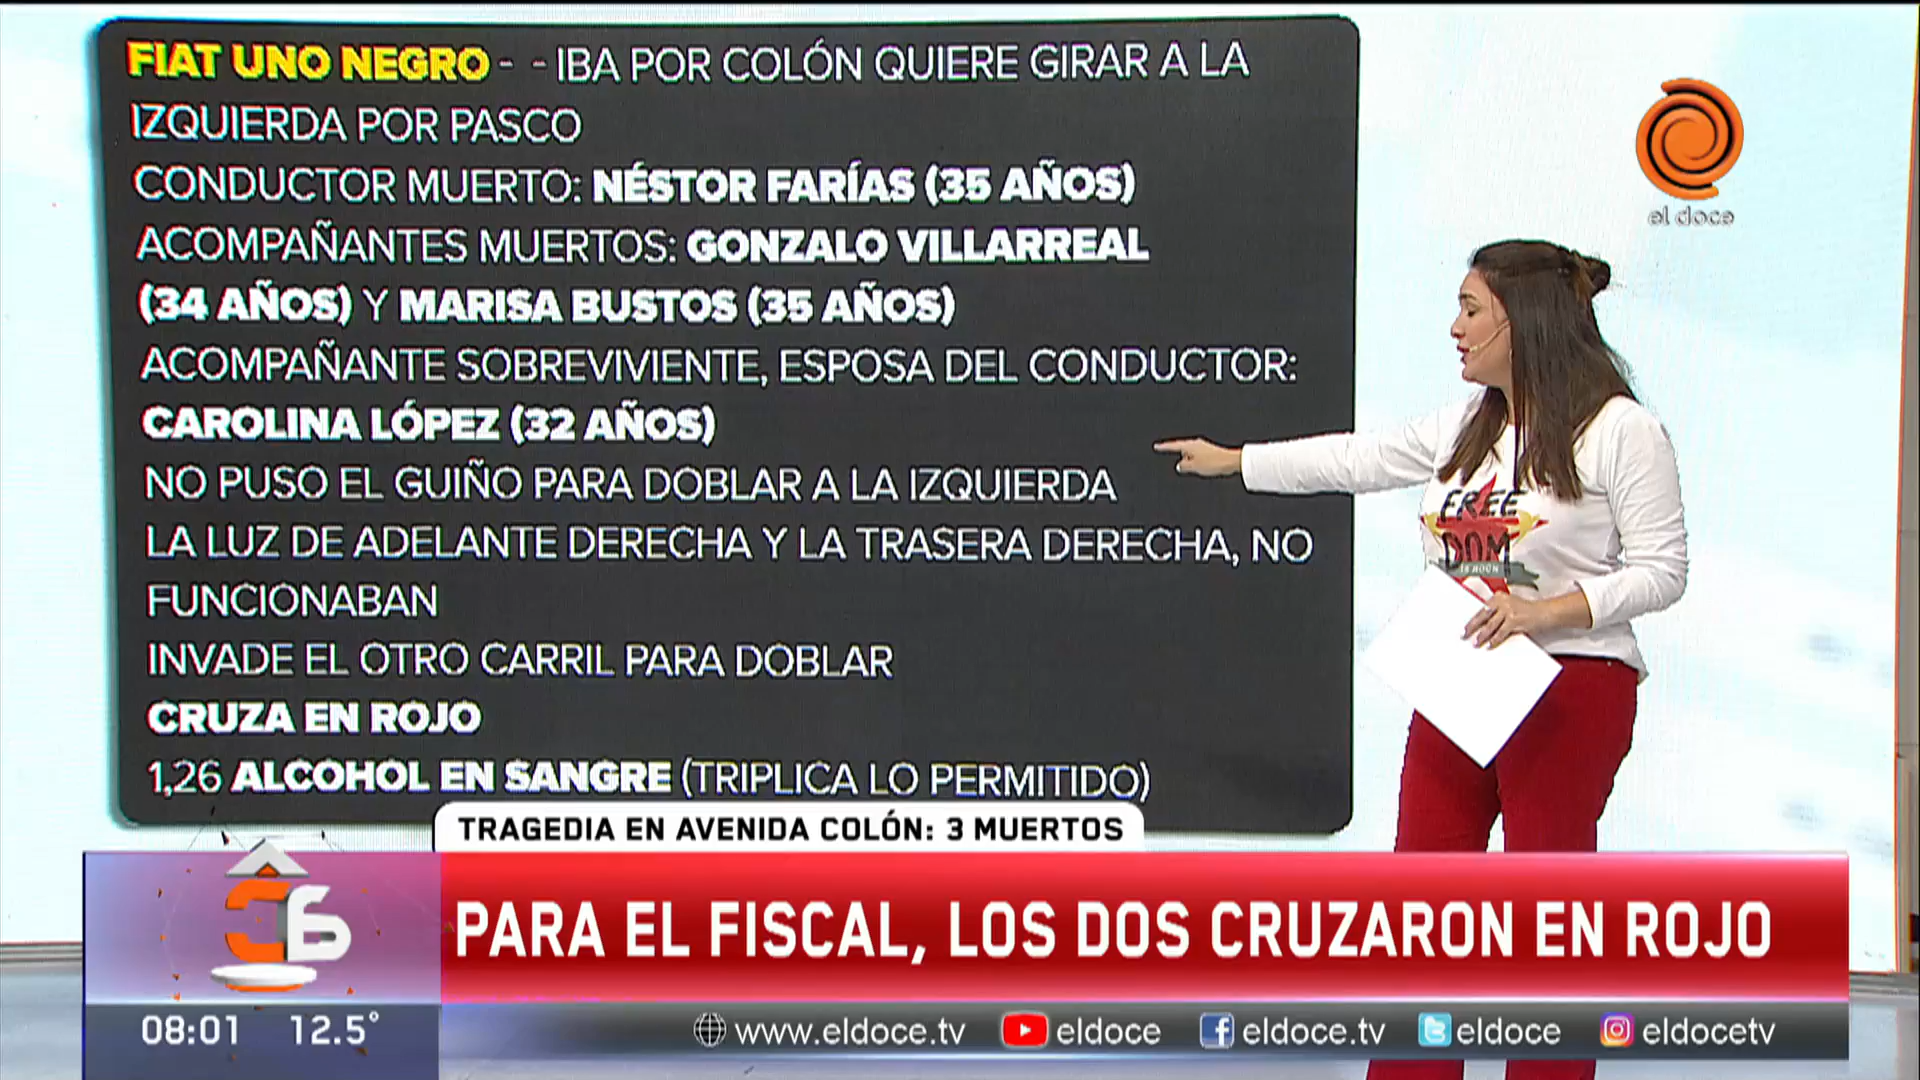 FIAT UNO NEGRO - - IBA POR COLÓN QUIERE GIRAR A LA
IZQUIERDA POR PASCO
CONDUCTOR MUERTO: NÉSTOR FARÍAS (35 AÑOS)
ACOMPAÑANTES MUERTOS: GONZALO VILLARREAL
(34 AÑOS) Y MARISA BUSTOS (35 AÑOS)
ACOMPAÑANTE SOBREVIVIENTE, ESPOSA DEL CONDUCTOR:
CAROLINA LÓPEZ (32 AÑOS)
NO PUSO EL GUIÑO PARA DOBLAR A LA IZQUIERDA
LA LUZ DE ADELANTE DERECHA Y LA TRASERA DERECHA, NO
FUNCIONABAN
INVADE EL OTRO CARRIL PARA DOBLAR
CRUZA EN ROJO
1,26 ALCOHOL EN SANGRE (TRIPLICA LO PERMITIDO)
el doce
FREE
DOM
TRAGEDIA EN AVENIDA COLÓN: 3 MUERTOS
PARA EL FISCAL, LOS DOS CRUZARON EN ROJO
08:01 12.5°
www.eldoce.tv eldoce eldoce.tv eldoce eldocetv